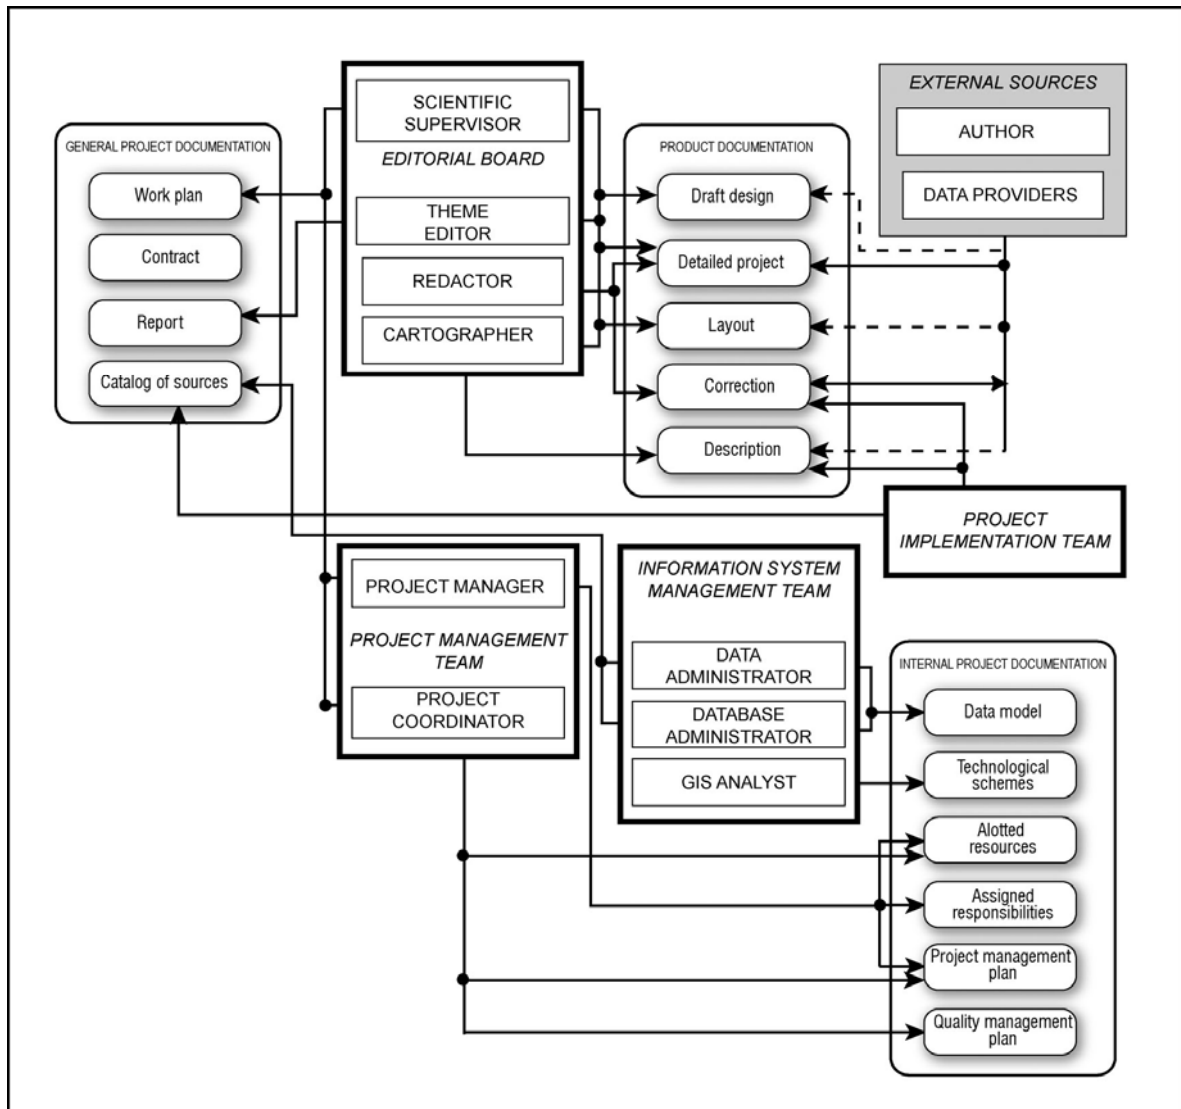 GENERAL PROJECT DOCUMENTATION
Work plan
Contract
Report
Catalog of sources
SCIENTIFIC
SUPERVISOR
EDITORIAL BOARD
THEME
EDITOR
REDACTOR
CARTOGRAPHER
PRODUCT DOCUMENTATION
Draft design
Detailed project
Layout
Correction
Description
EXTERNAL SOURCES
AUTHOR
DATA PROVIDERS
PROJECT
IMPLEMENTATION TEAM
PROJECT MANAGER
PROJECT MANAGEMENT
TEAM
PROJECT
COORDINATOR
INFORMATION SYSTEM
MANAGEMENT TEAM
DATA
ADMINISTRATOR
DATABASE
ADMINISTRATOR
GIS ANALYST
INTERNAL PROJECT DOCUMENTATION
Data model
Technological
schemes
Alotted
resources
Assigned
responsibilities
Project management
plan
Quality management
plan